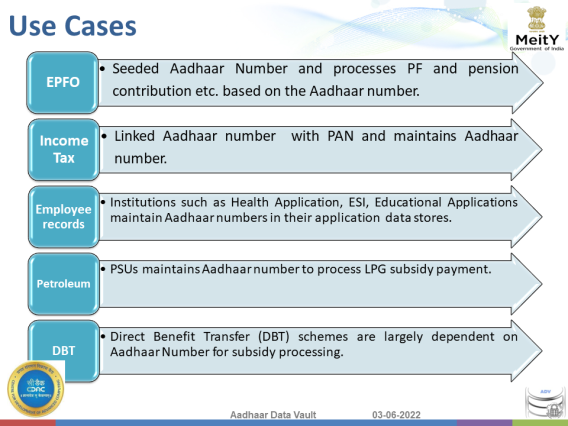 Use Cases
MeitY
Government of India
EPFO
• Seeded Aadhaar Number and processes PF and pension
contribution etc. based on the Aadhaar number.
Income
Tax
• Linked Aadhaar number with PAN and maintains Aadhaar
number.
Employee
records
• Institutions such as Health Application, ESI, Educational Applications
maintain Aadhaar numbers in their application data stores.
Petroleum
• PSUs maintains Aadhaar number to process LPG subsidy payment.
DBT
• Direct Benefit Transfer (DBT) schemes are largely dependent on
Aadhaar Number for subsidy processing.
सी डैक
CDAC
ADV
Aadhaar Data Vault
03-06-2022